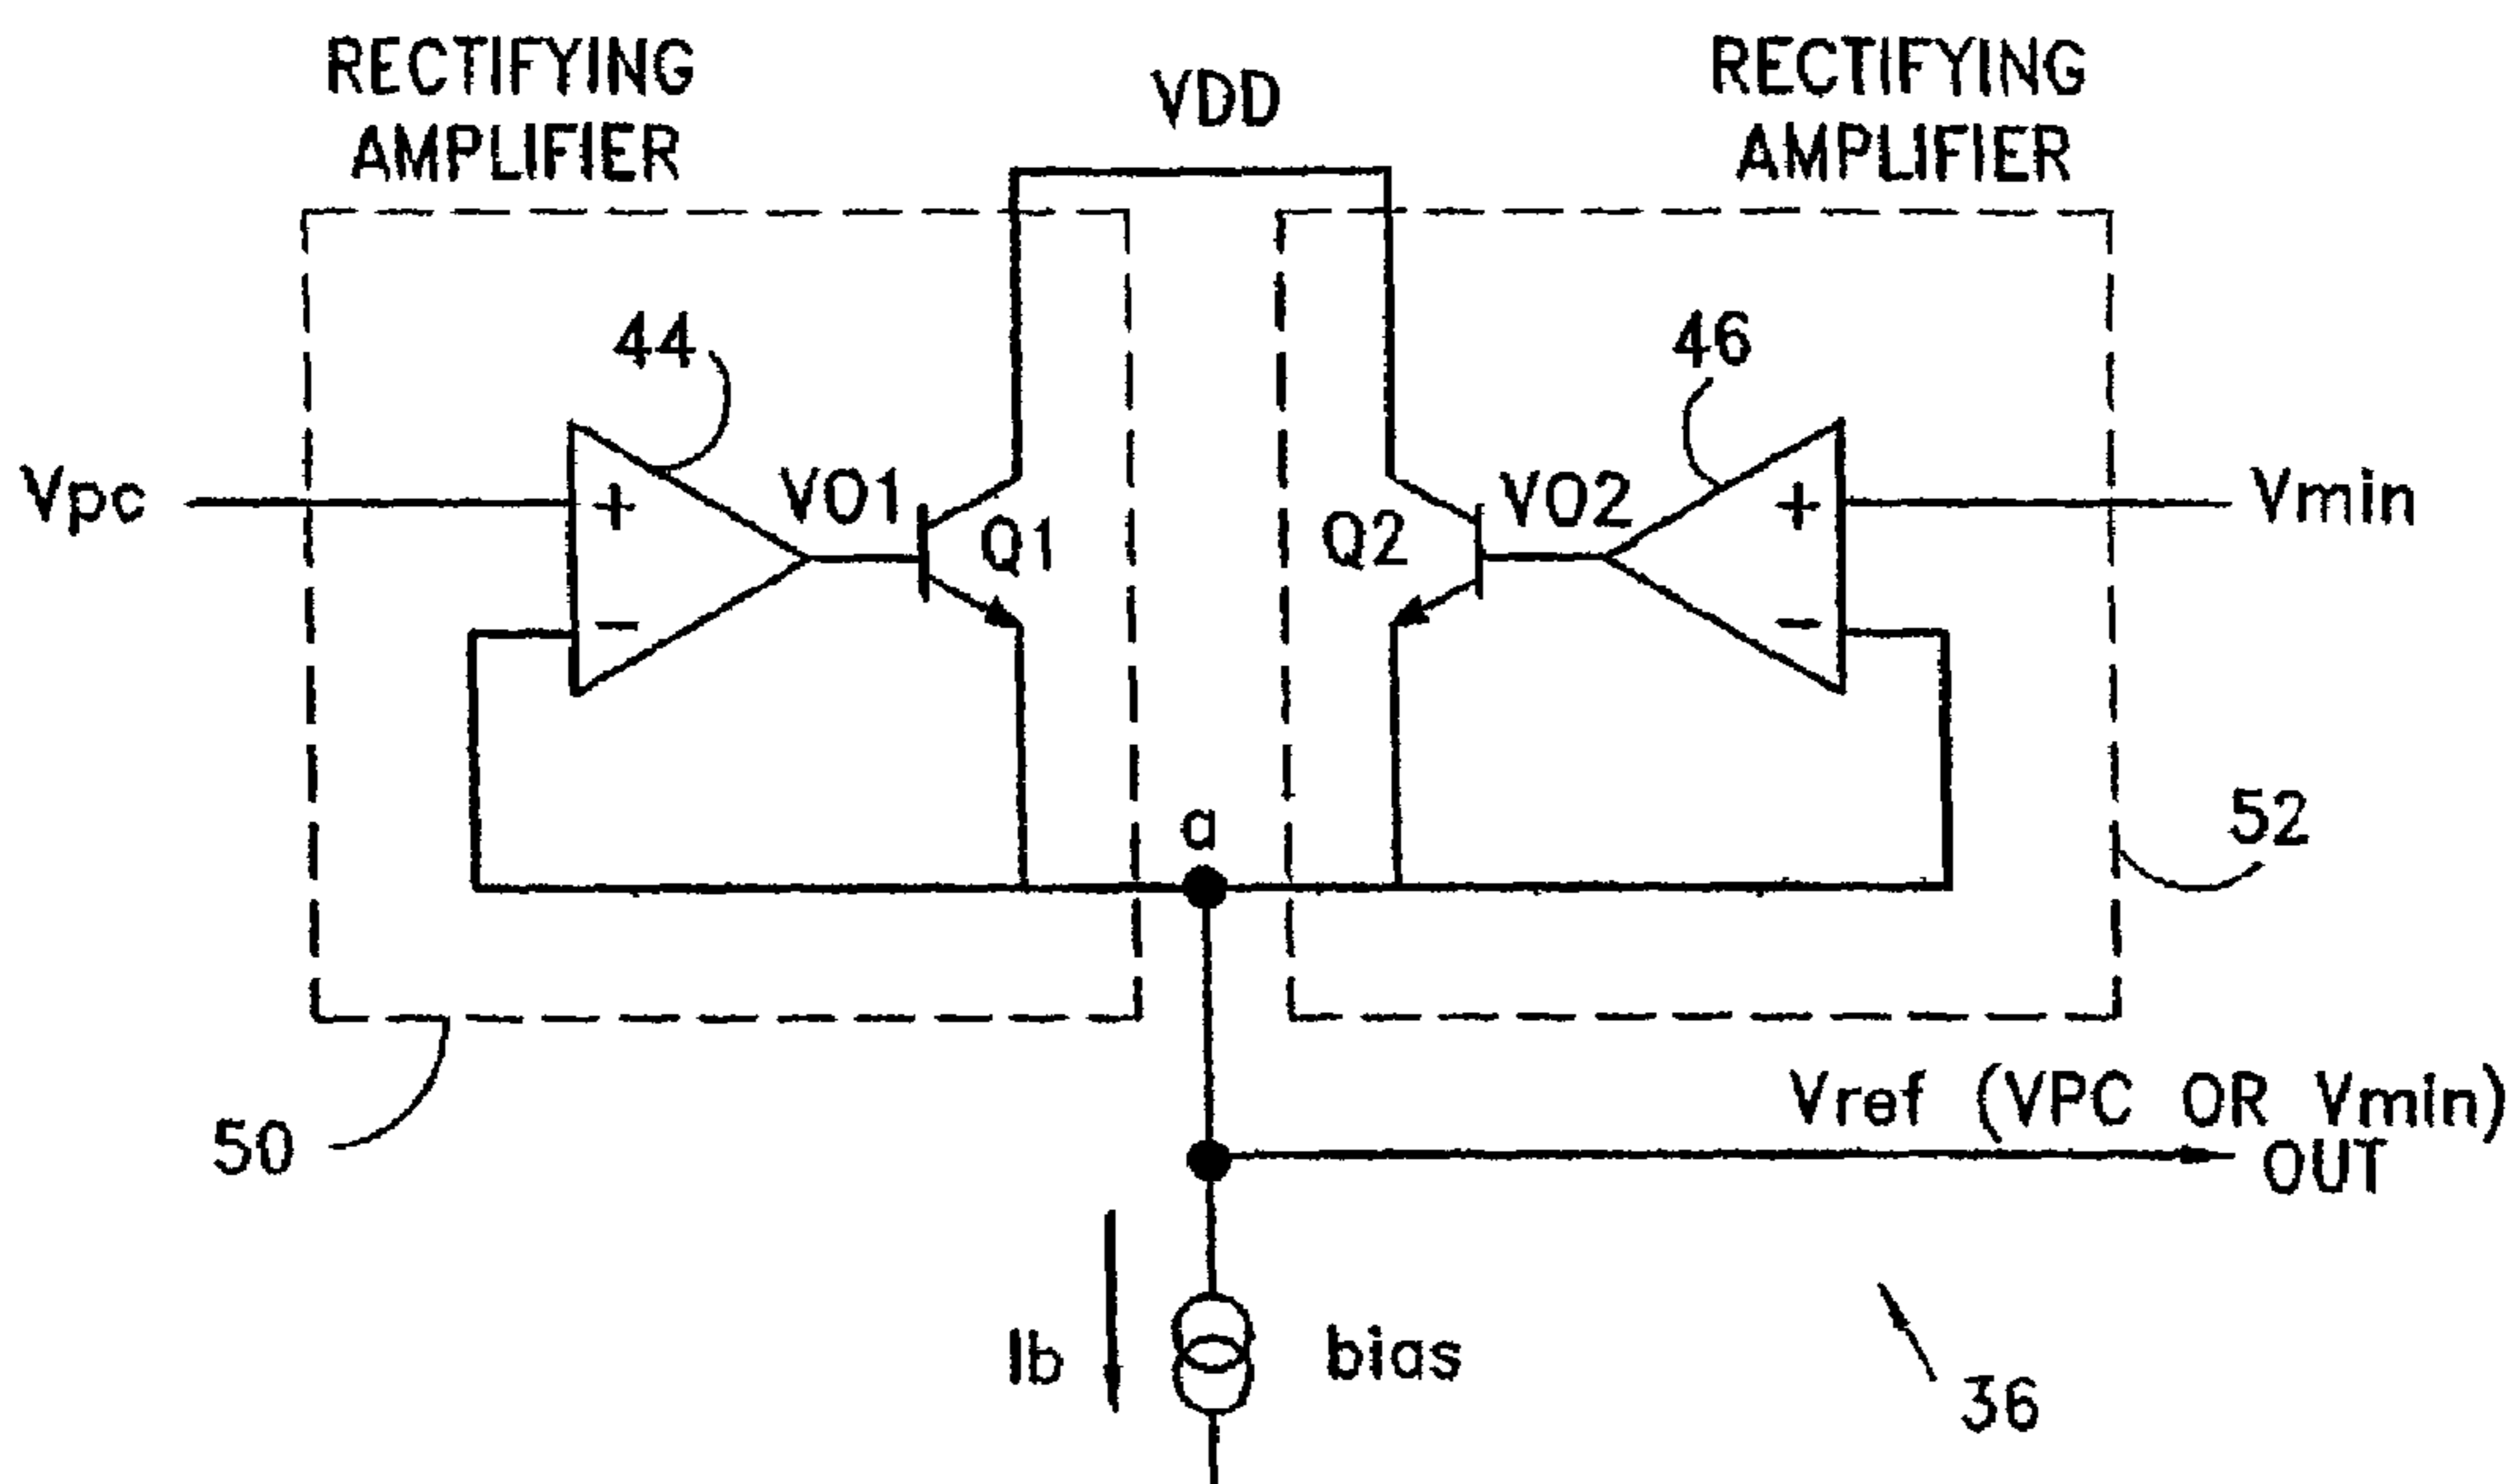 RECTIFYING
AMPLIFIER
VDD
RECTIFYING
AMPLIFIER
44
46
Vpc
+
VO1
Q1
Q2
VO2
+
Vmin
−
−
a
52
50
Vref (VPC OR Vmin)
OUT
Ib
bias
36